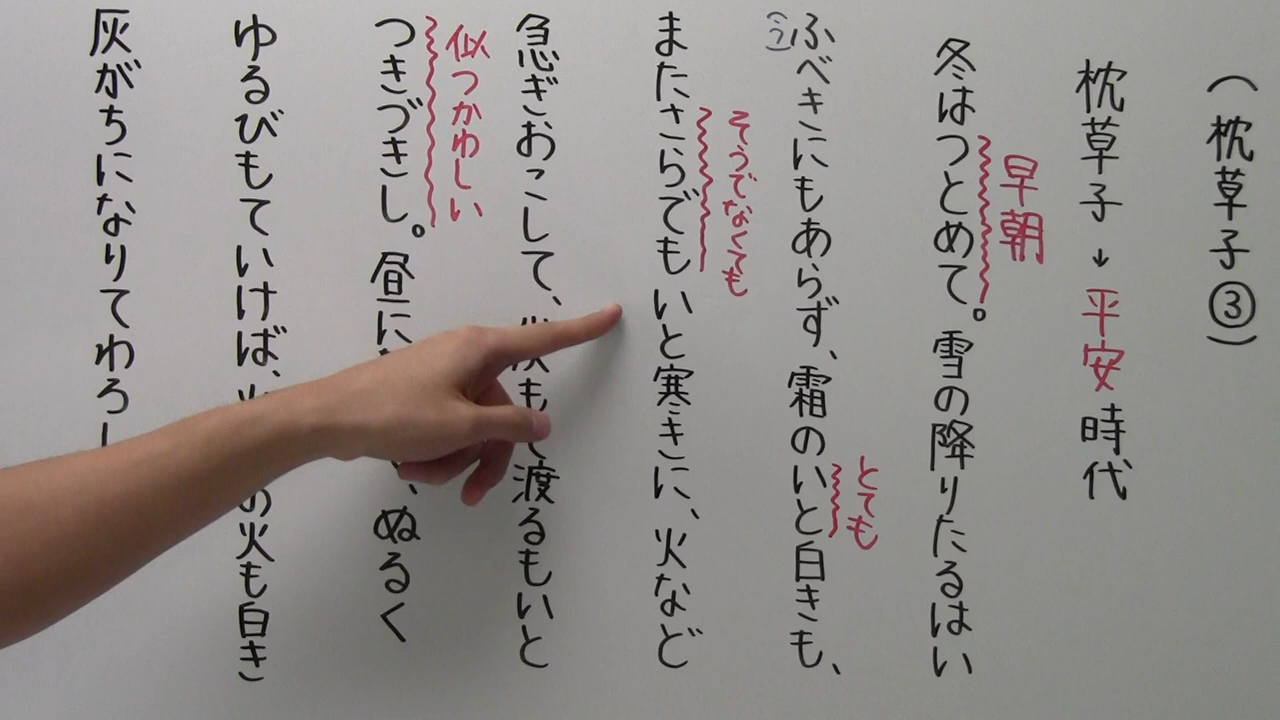 （枕草子③）
枕草子→平安時代
早朝
冬はつとめて。雪の降りたるはい
とても
ふべきにもあらず、霜のいと白きも、
（う）
そうでなくても
またさらでもいと寒きに、火など
急ぎおこして、炭もて渡るもいと
似つかわしい
つきづきし。昼に、ぬるく
ゆるびもていけば、の火も白き
灰がちになりてわろし